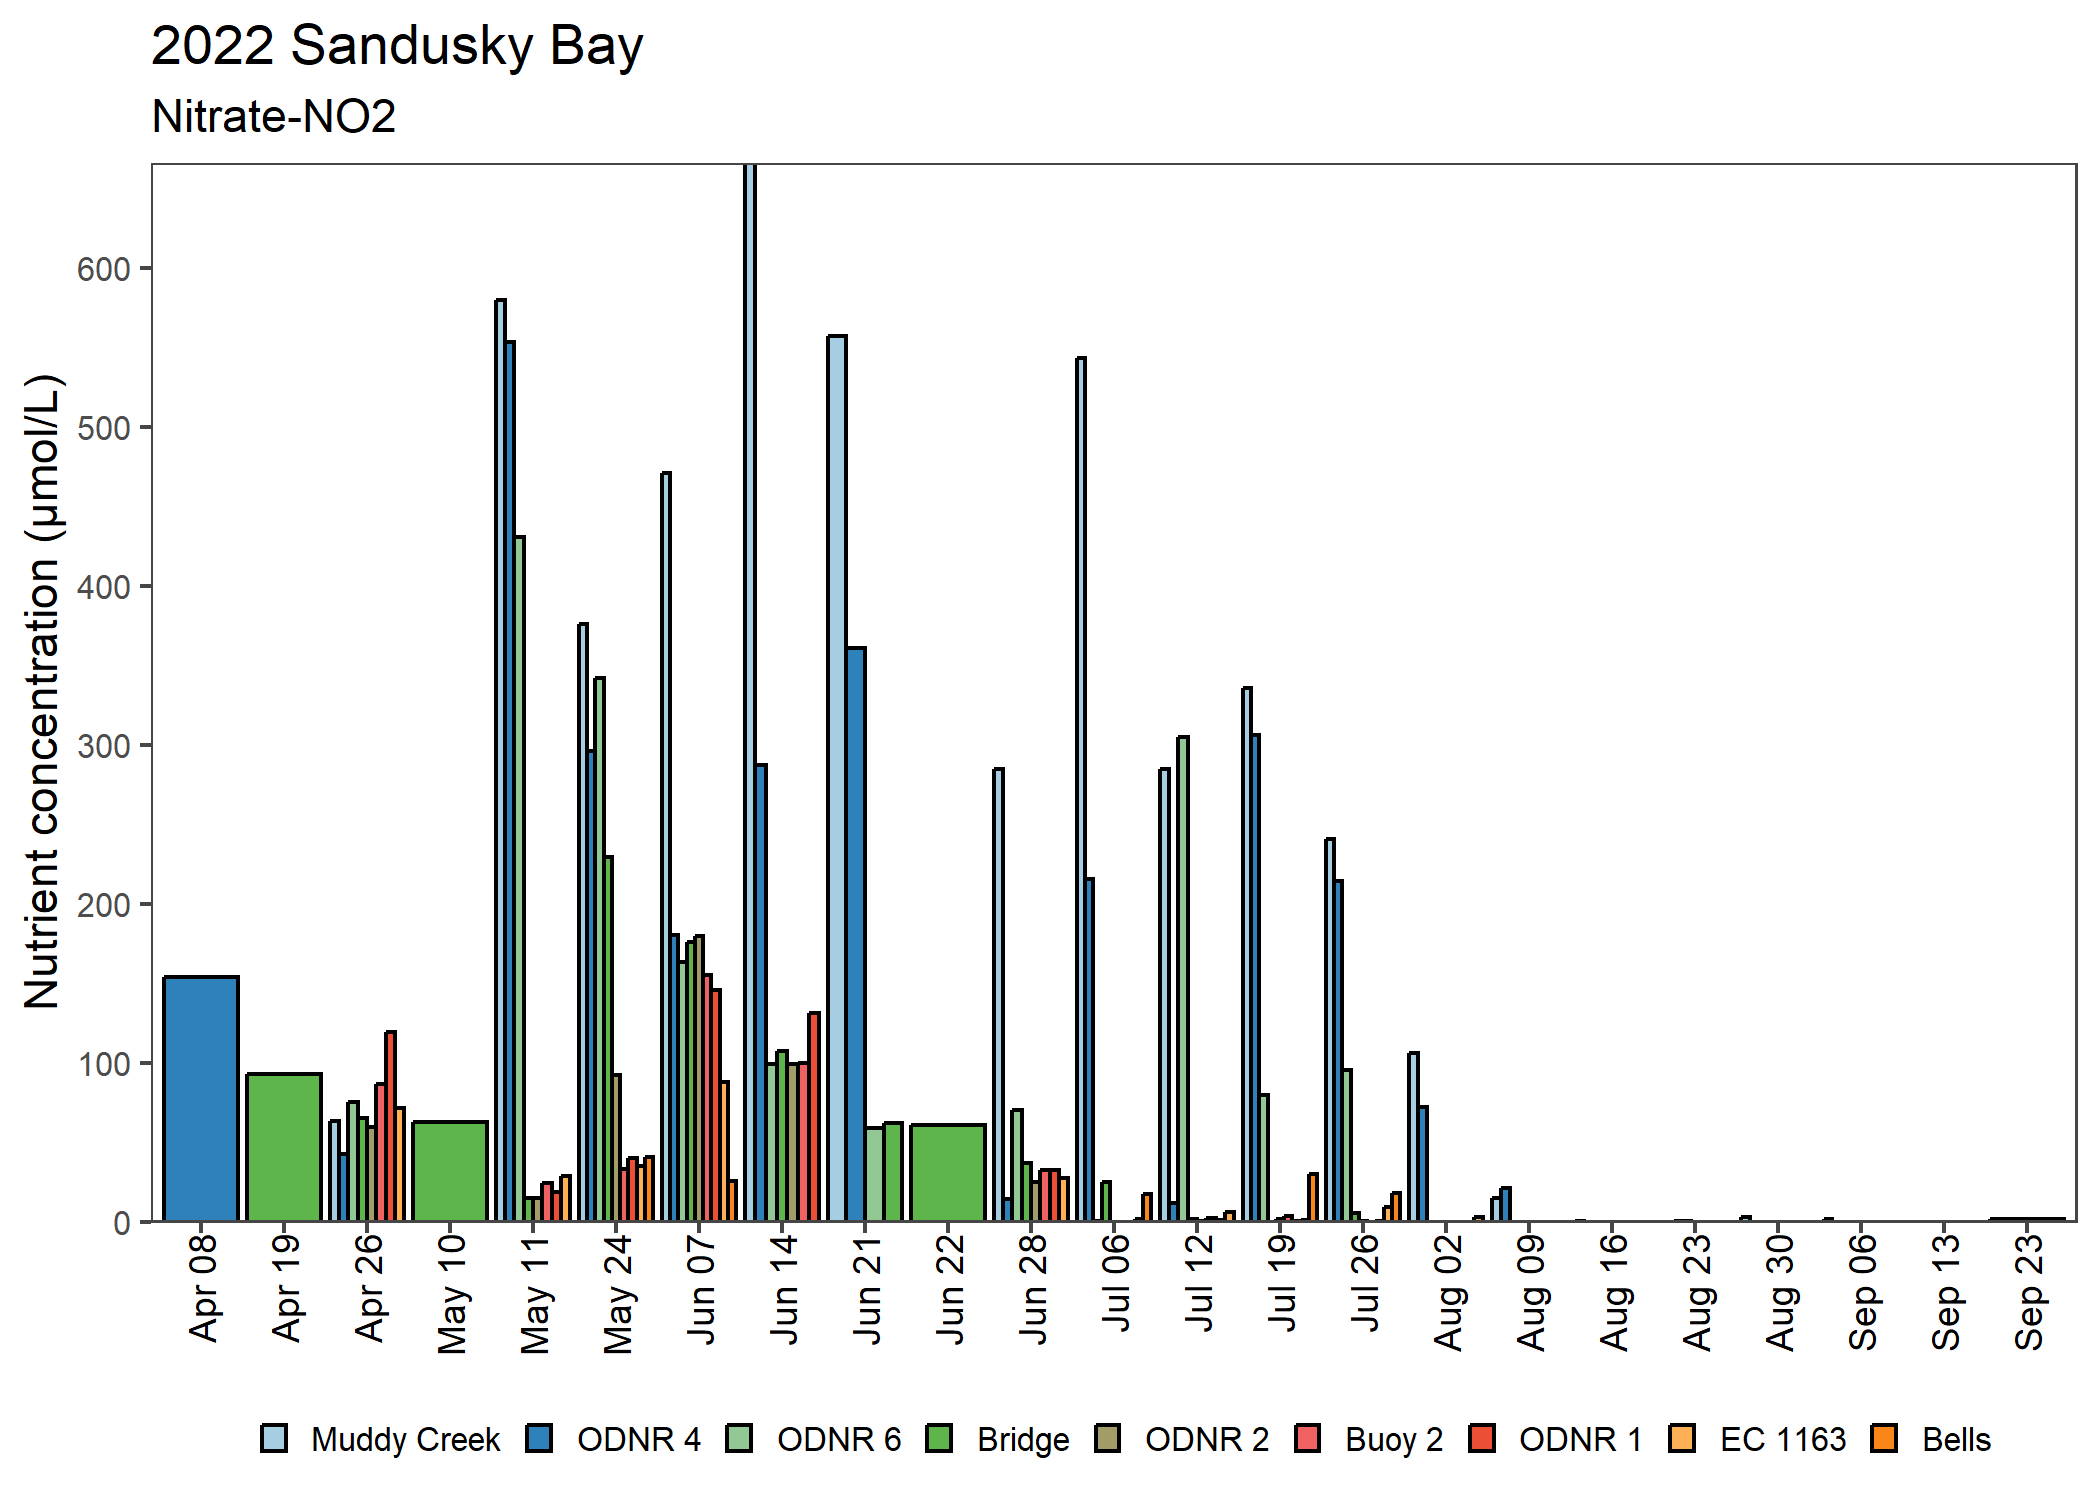 2022 Sandusky Bay
Nitrate-NO2
Nutrient concentration (µmol/L)
600
500
400
300
200
100
0
Apr 08
Apr 19
Apr 26
May 10
May 11
May 24
Jun 07
Jun 14
Jun 21
Jun 22
Jun 28
Jul 06
Jul 12
Jul 19
Jul 26
Aug 02
Aug 09
Aug 16
Aug 23
Aug 30
Sep 06
Sep 13
Sep 23
Muddy Creek ODNR 4 ODNR 6 Bridge ODNR 2 Buoy 2 ODNR 1 EC 1163 Bells